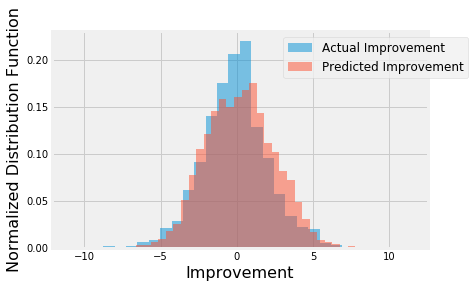 Normalized Distribution Function
0.20
0.15
0.10
0.05
0.00
Actual Improvement
Predicted Improvement
−10
−5
0
5
10
Improvement